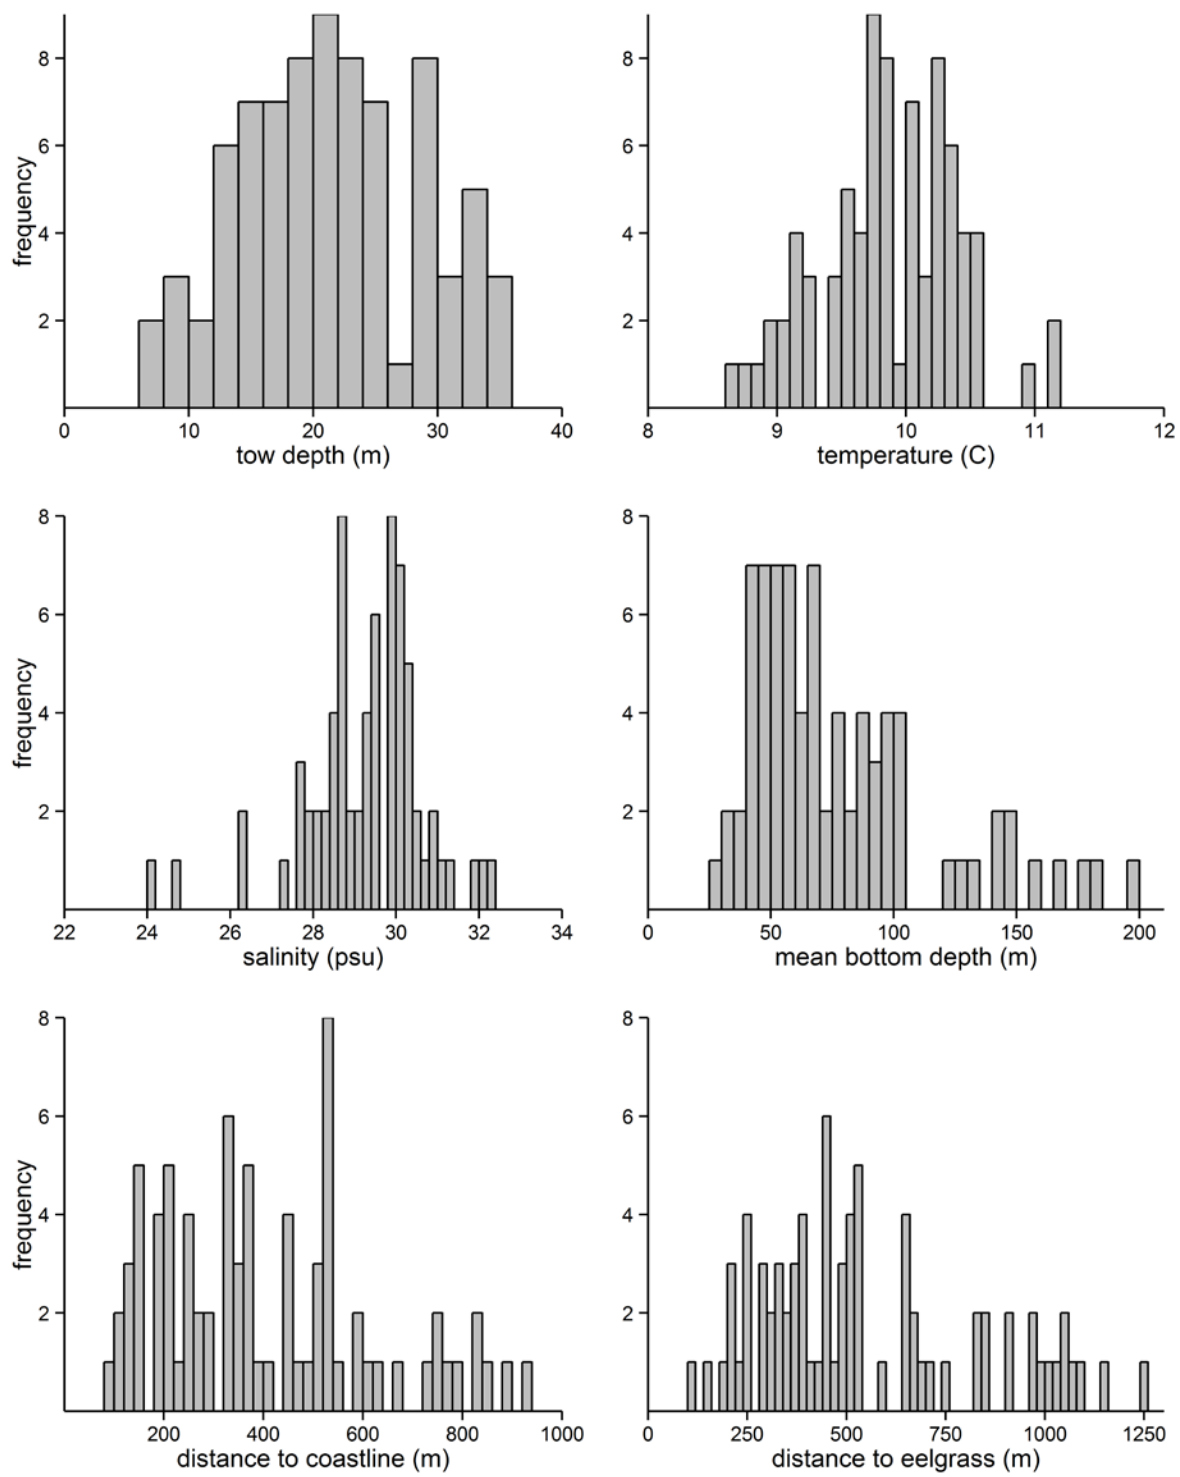 frequency
8
6
4
2
0 10 20 30 40
tow depth (m)
8
6
4
2
8 9 10 11 12
temperature (C)
frequency
8
6
4
2
22 24 26 28 30 32 34
salinity (psu)
8
6
4
2
0 50 100 150 200
mean bottom depth (m)
frequency
8
6
4
2
200 400 600 800 1000
distance to coastline (m)
8
6
4
2
0 250 500 750 1000 1250
distance to eelgrass (m)